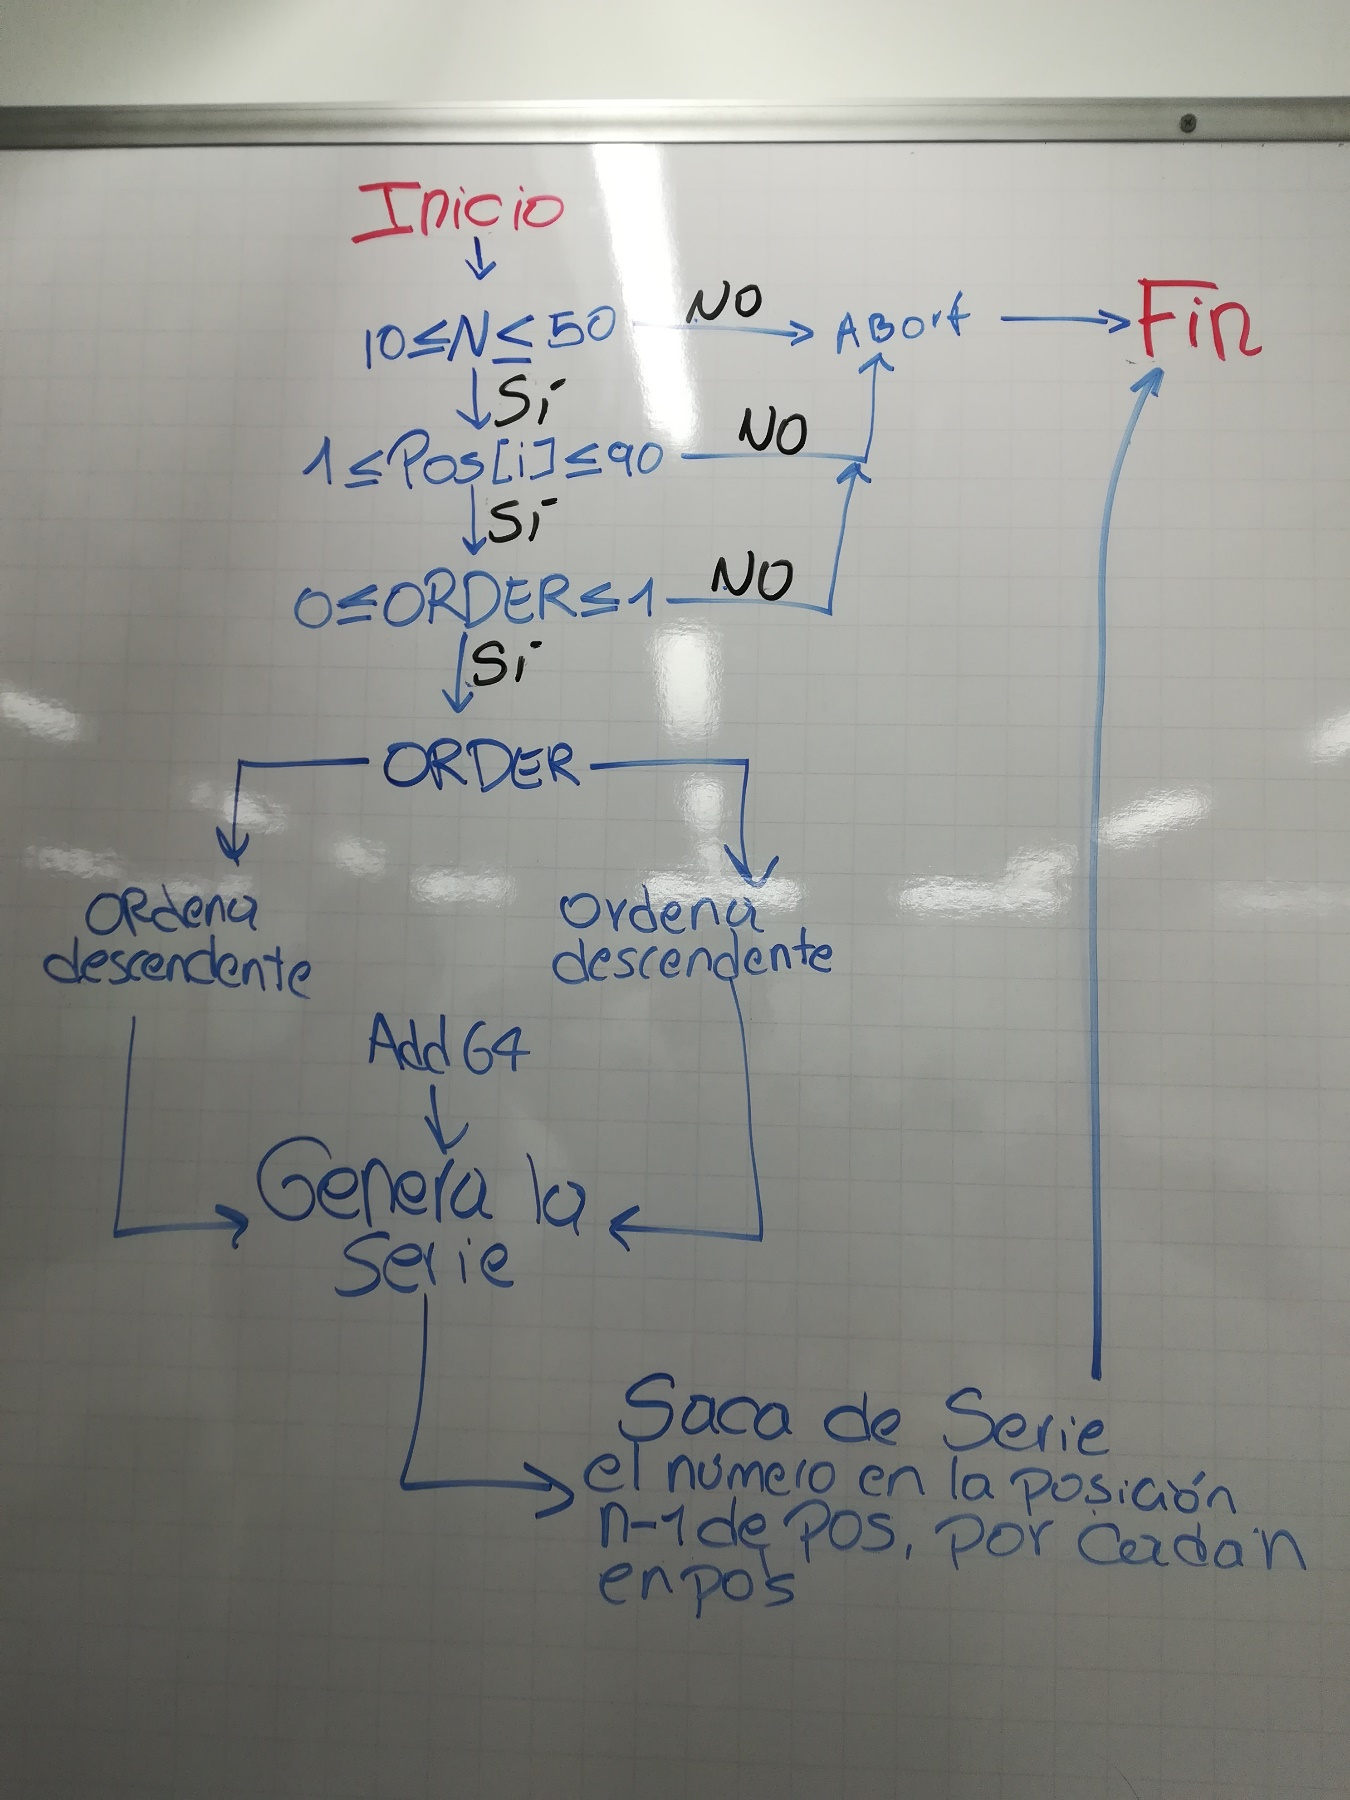 Inicio
10≤N≤50 NO ABort Fin
Si
1≤Pos[i]≤90 NO
Si
0≤ORDER≤1 NO
Si
ORDER
ORdena
descendente
Ordena
descendente
Add 64
Genera la
Serie
Saca de Serie
el número en la posición
n-1 de POS, por cada n
en pos